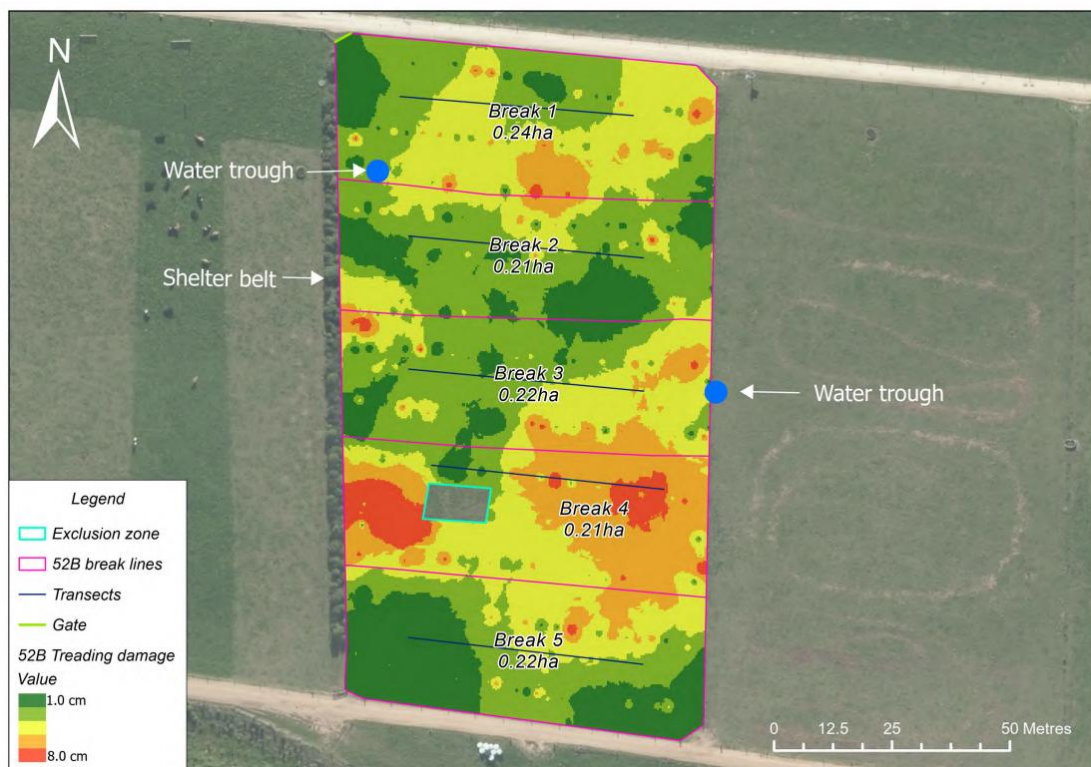 N
Break 1
0.24ha
Water trough
Break 2
0.21ha
Shelter belt
Break 3
0.22ha
Water trough
Break 4
0.21ha
Break 5
0.22ha
Legend
Exclusion zone
52B break lines
Transects
Gate
52B Treading damage
Value
1.0 cm
8.0 cm
0 12.5 25 50 Metres